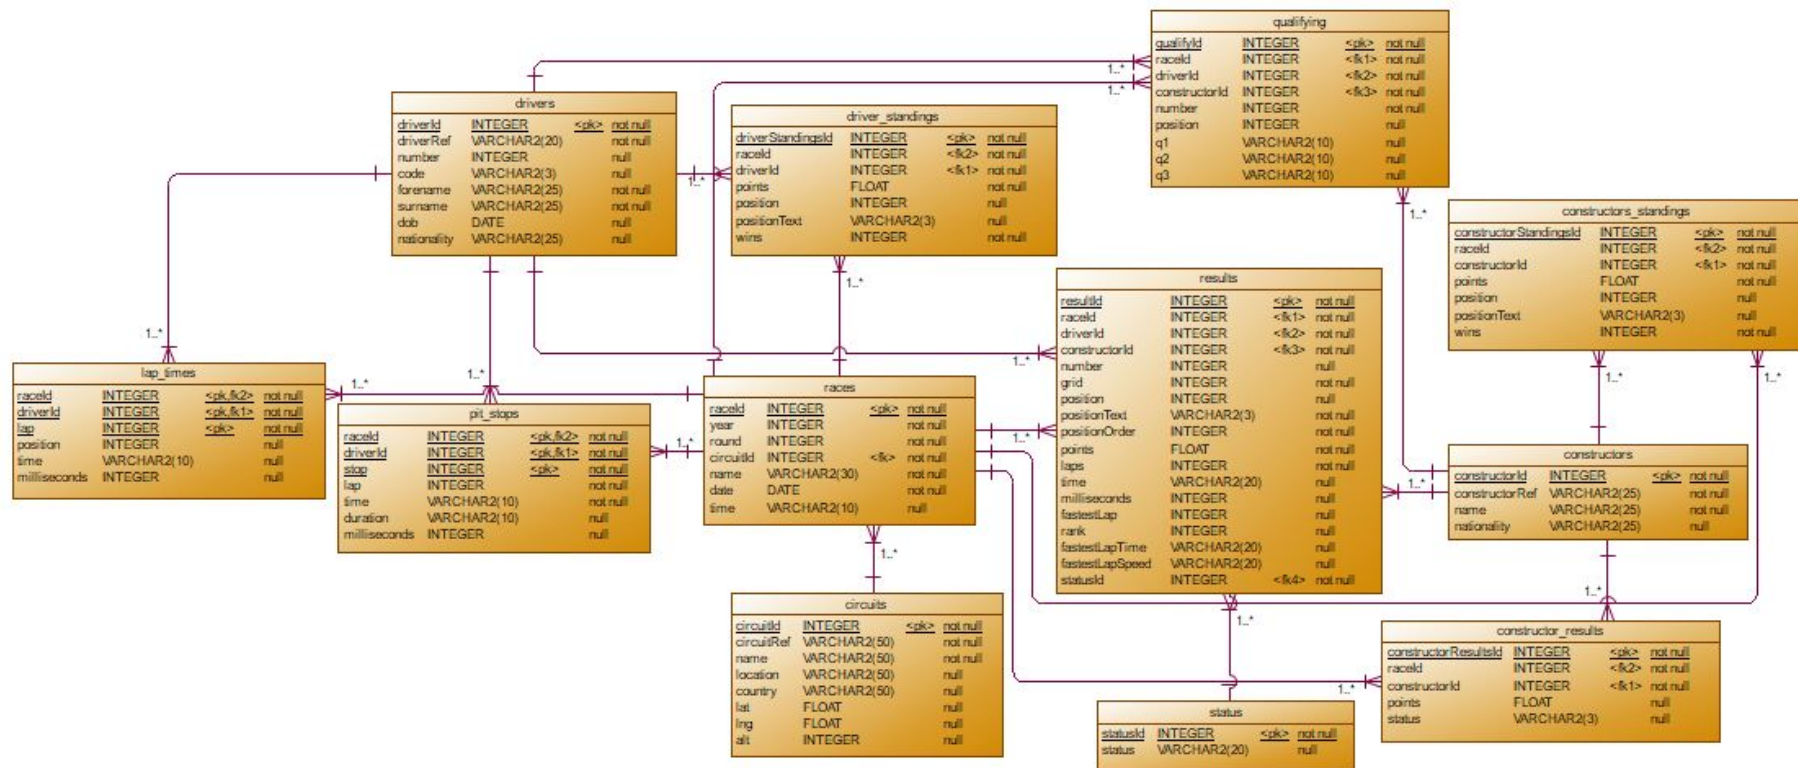 qualifying
qualifyId INTEGER <pk> not null
raceId INTEGER <fk1> not null
driverId INTEGER <fk2> not null
constructorId INTEGER <fk3> not null
number INTEGER not null
position INTEGER null
q1 VARCHAR2(10) null
q2 VARCHAR2(10) null
q3 VARCHAR2(10) null
1..*
1..*
1..*
drivers
driverId INTEGER <pk> not null
driverRef VARCHAR2(20) not null
number INTEGER null
code VARCHAR2(3) null
forename VARCHAR2(25) not null
surname VARCHAR2(25) not null
dob DATE null
nationality VARCHAR2(25) null
1..*
driver_standings
driverStandingsId INTEGER <pk> not null
raceId INTEGER <fk2> not null
driverId INTEGER <fk1> not null
points FLOAT not null
position INTEGER null
positionText VARCHAR2(3) null
wins INTEGER not null
1..*
constructors_standings
constructorStandingsId INTEGER <pk> not null
raceId INTEGER <fk2> not null
constructorId INTEGER <fk1> not null
points FLOAT not null
position INTEGER null
positionText VARCHAR2(3) null
wins INTEGER not null
1..*
1..*
results
resultId INTEGER <pk> not null
raceId INTEGER <fk1> not null
driverId INTEGER <fk2> not null
constructorId INTEGER <fk3> not null
number INTEGER null
grid INTEGER not null
position INTEGER null
positionText VARCHAR2(3) not null
positionOrder INTEGER not null
points FLOAT not null
laps INTEGER not null
time VARCHAR2(20) null
milliseconds INTEGER null
fastestLap INTEGER null
rank INTEGER null
fastestLapTime VARCHAR2(20) null
fastestLapSpeed VARCHAR2(20) null
statusId INTEGER <fk4> not null
1..*
1..*
1..*
1..*
lap_times
raceId INTEGER <pk,fk2> not null
driverId INTEGER <pk,fk1> not null
lap INTEGER <pk> not null
position INTEGER null
time VARCHAR2(10) null
milliseconds INTEGER null
1..*
1..*
pit_stops
raceId INTEGER <pk,fk2> not null
driverId INTEGER <pk,fk1> not null
stop INTEGER <pk> not null
lap INTEGER not null
time VARCHAR2(10) not null
duration VARCHAR2(10) null
milliseconds INTEGER null
1..*
1..*
races
raceId INTEGER <pk> not null
year INTEGER not null
round INTEGER not null
circuitId INTEGER <fk> not null
name VARCHAR2(30) not null
date DATE not null
time VARCHAR2(10) null
1..*
constructors
constructorId INTEGER <pk> not null
constructorRef VARCHAR2(25) not null
name VARCHAR2(25) not null
nationality VARCHAR2(25) null
1..*
circuits
circuitId INTEGER <pk> not null
circuitRef VARCHAR2(50) not null
name VARCHAR2(50) not null
location VARCHAR2(50) null
country VARCHAR2(50) null
lat FLOAT null
lng FLOAT null
alt INTEGER null
constructor_results
constructorResultsId INTEGER <pk> not null
raceId INTEGER <fk2> not null
constructorId INTEGER <fk1> not null
points FLOAT null
status VARCHAR2(3) null
1..*
status
statusId INTEGER <pk> not null
status VARCHAR2(20) null